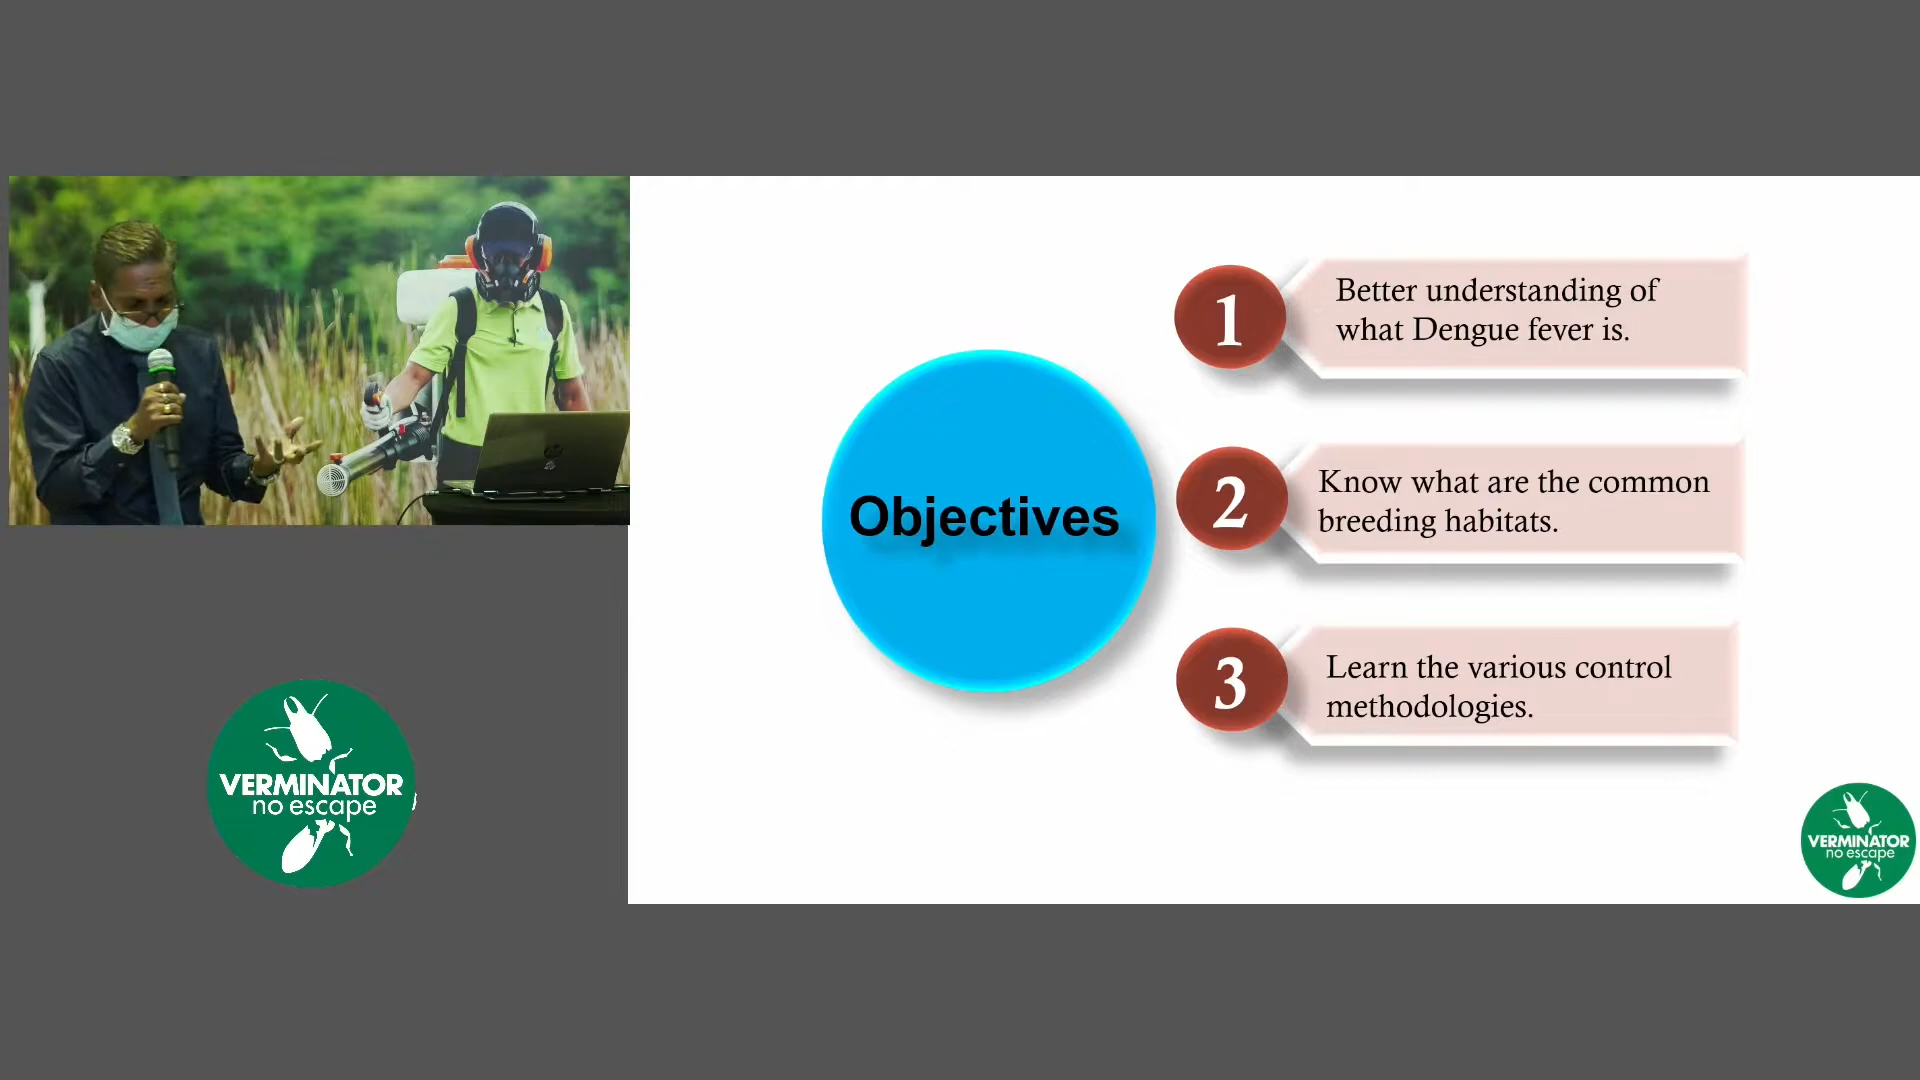 Objectives
1
Better understanding of
what Dengue fever is.
2
Know what are the common
breeding habitats.
3
Learn the various control
methodologies.
VERMINATOR
no escape
VERMINATOR
no escape